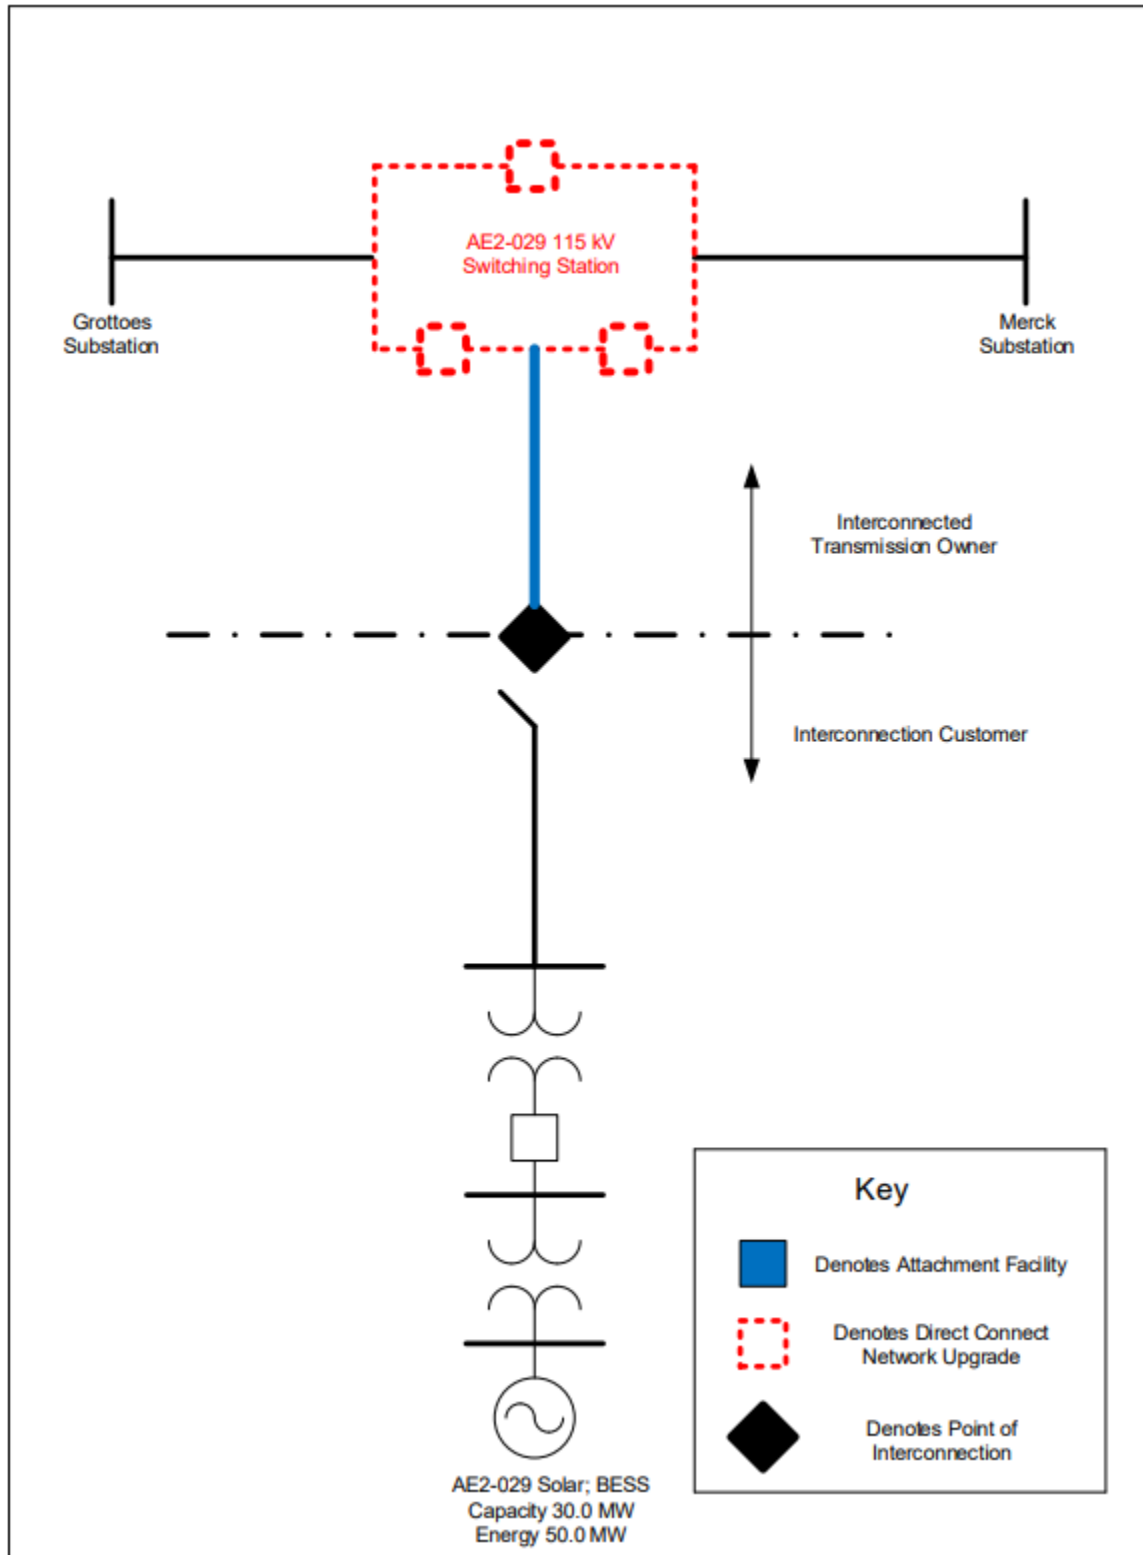 AE2-029 115 kV
Switching Station
Grottoes
Substation
Merck
Substation
Interconnected
Transmission Owner
Interconnection Customer
Key
Denotes Attachment Facility
Denotes Direct Connect
Network Upgrade
Denotes Point of
Interconnection
AE2-029 Solar; BESS
Capacity 30.0 MW
Energy 50.0 MW